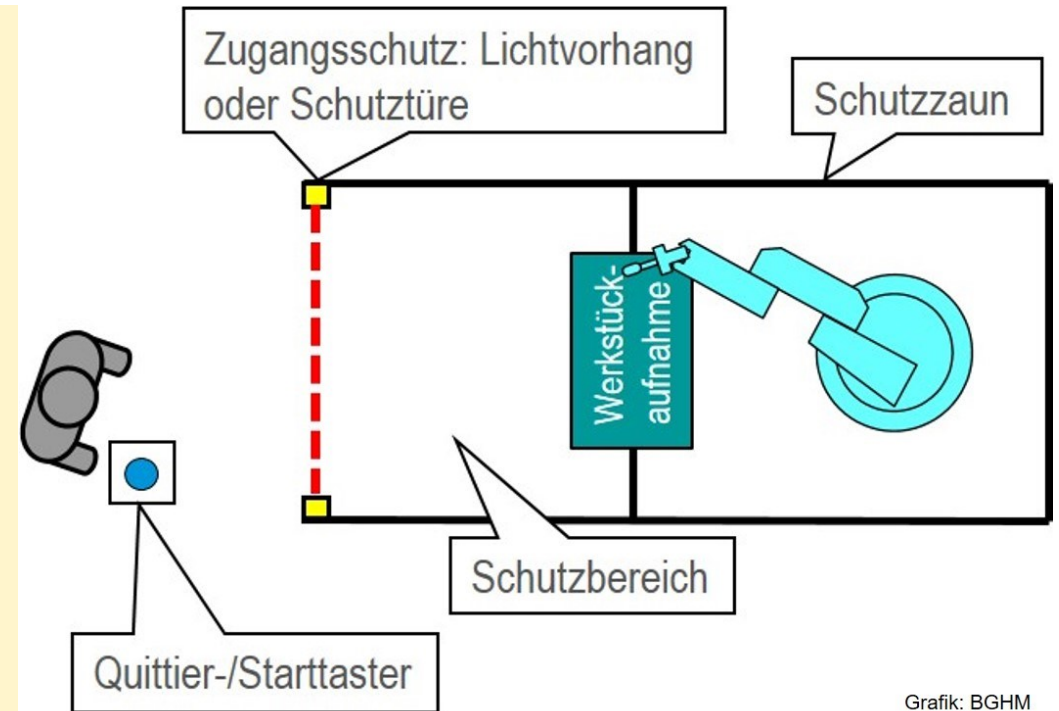 Zugangsschutz: Lichtvorhang
oder Schutztüre
Schutzzaun
Werkstück-
aufnahme
Schutzbereich
Quittier-/Starttaster
Grafik: BGHM